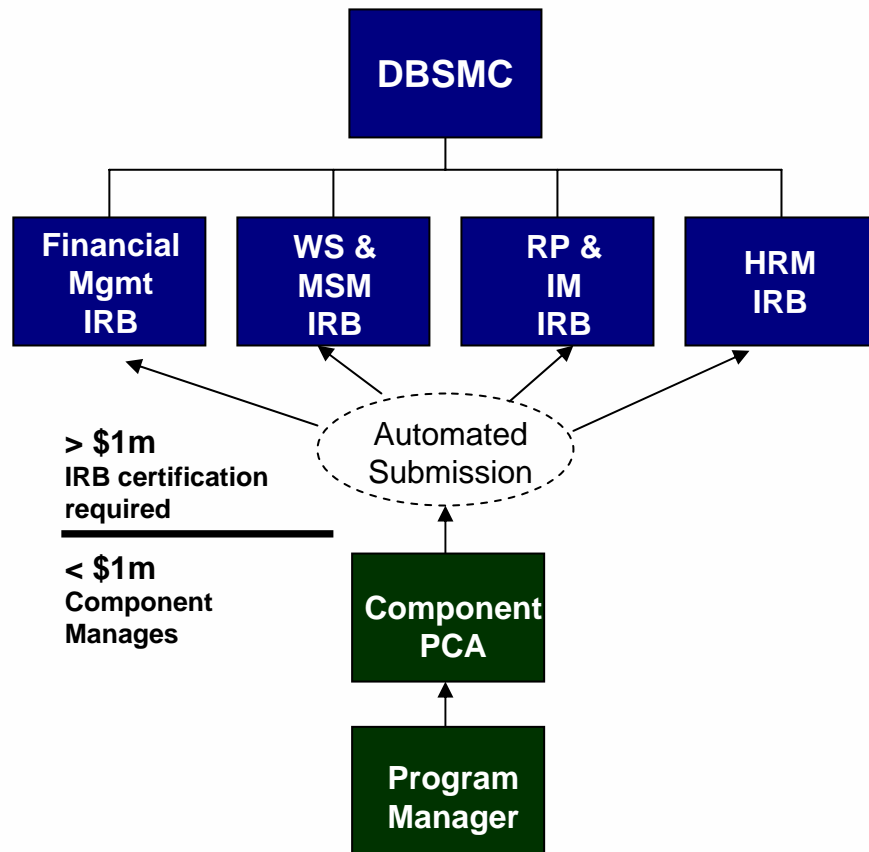 DBSMC
Financial
Mgmt
IRB
WS &
MSM
IRB
RP &
IM
IRB
HRM
IRB
Automated
Submission
> $1m
IRB certification
required
< $1m
Component
Manages
Component
PCA
Program
Manager